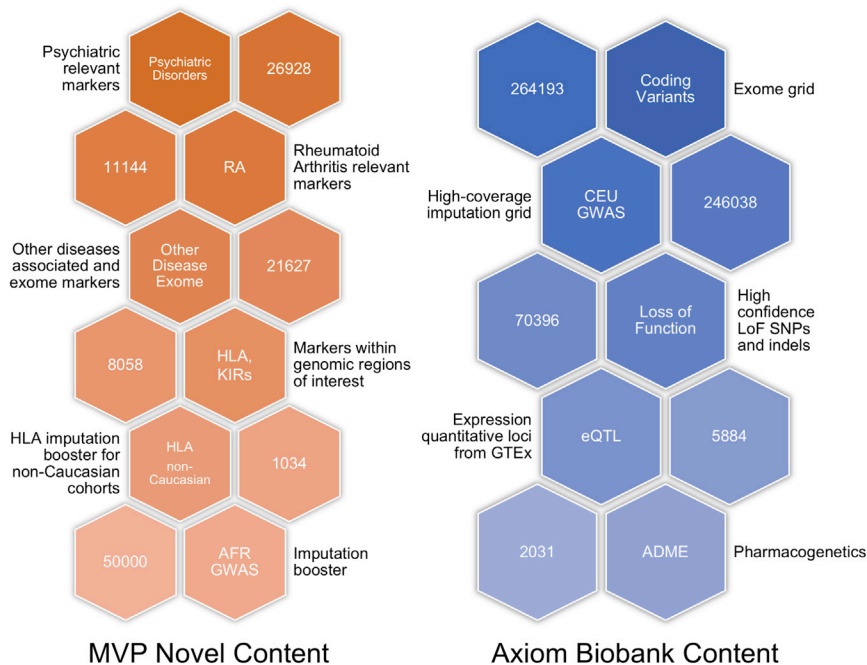 Psychiatric
relevant
markers
Psychiatric
Disorders
26928
11144
RA
Rheumatoid
Arthritis relevant
markers
Other diseases
associated and
exome markers
Other
Disease
Exome
21627
8058
HLA,
KIRs
Markers within
genomic regions
of interest
HLA imputation
booster for
non-Caucasian
cohorts
HLA
non-
Caucasian
1034
50000
AFR
GWAS
Imputation
booster
MVP Novel Content
264193
Coding
Variants
Exome grid
High-coverage
imputation grid
CEU
GWAS
246038
70396
Loss of
Function
High
confidence
LoF SNPs
and indels
Expression
quantitative loci
from GTEx
eQTL
5884
2031
ADME
Pharmacogenetics
Axiom Biobank Content